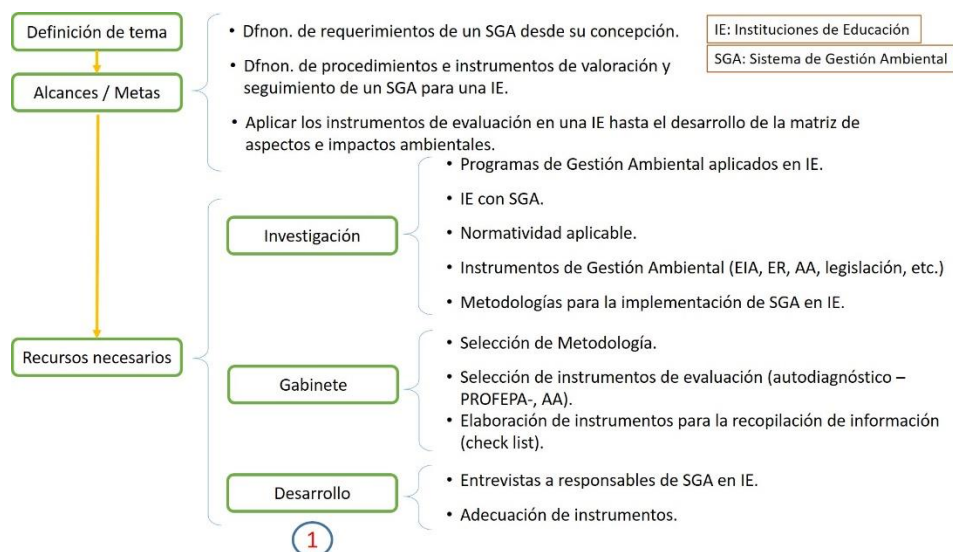 Definición de tema
• Dfnon. de requerimientos de un SGA desde su concepción.
IE: Instituciones de Educación
SGA: Sistema de Gestión Ambiental
Alcances / Metas
• Dfnon. de procedimientos e instrumentos de valoración y
seguimiento de un SGA para una IE.
• Aplicar los instrumentos de evaluación en una IE hasta el desarrollo de la matriz de
aspectos e impactos ambientales.
Recursos necesarios
Investigación
• Programas de Gestión Ambiental aplicados en IE.
• IE con SGA.
• Normatividad aplicable.
• Instrumentos de Gestión Ambiental (EIA, ER, AA, legislación, etc.)
• Metodologías para la implementación de SGA en IE.
Gabinete
• Selección de Metodología.
• Selección de instrumentos de evaluación (autodiagnóstico –
PROFEPA-, AA).
• Elaboración de instrumentos para la recopilación de información
(check list).
Desarrollo
• Entrevistas a responsables de SGA en IE.
• Adecuación de instrumentos.
1